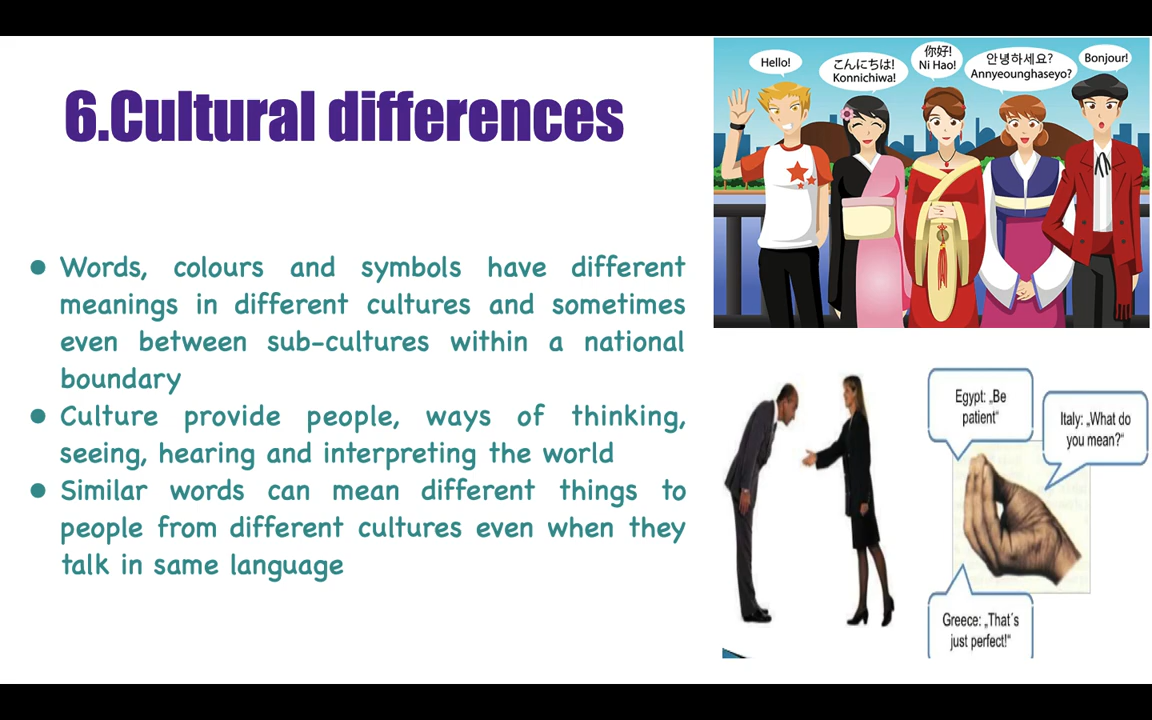 6.Cultural differences
● Words, colours and symbols have different
meanings in different cultures and sometimes
even between sub-cultures within a national
boundary
● Culture provide people, ways of thinking,
seeing, hearing and interpreting the world
● Similar words can mean different things to
people from different cultures even when they
talk in same language
Hello!
こんにちは!
Konnichiwa!
你好!
Ni Hao!
안녕하세요?
Annyeounghaseyo?
Bonjour!
Egypt: „Be
patient“
Italy: „What do
you mean?“
Greece: „That´s
just perfect!“